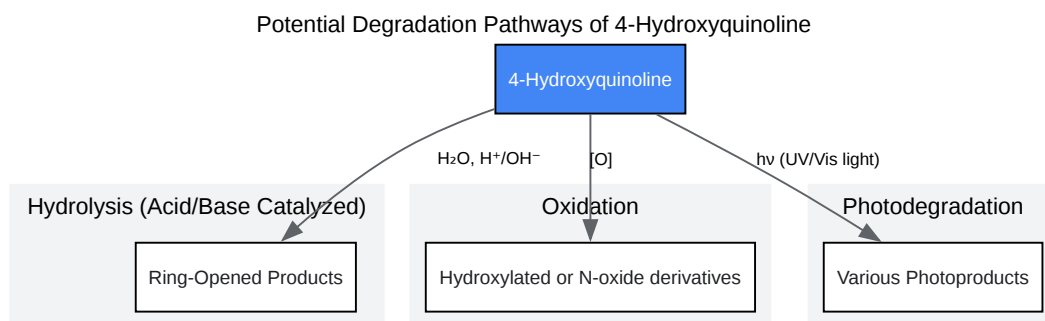 Potential Degradation Pathways of 4-Hydroxyquinoline
4-Hydroxyquinoline
H₂O, H⁺/OH⁻
[O]
hν (UV/Vis light)
Hydrolysis (Acid/Base Catalyzed)
Oxidation
Photodegradation
Ring-Opened Products
Hydroxylated or N-oxide derivatives
Various Photoproducts